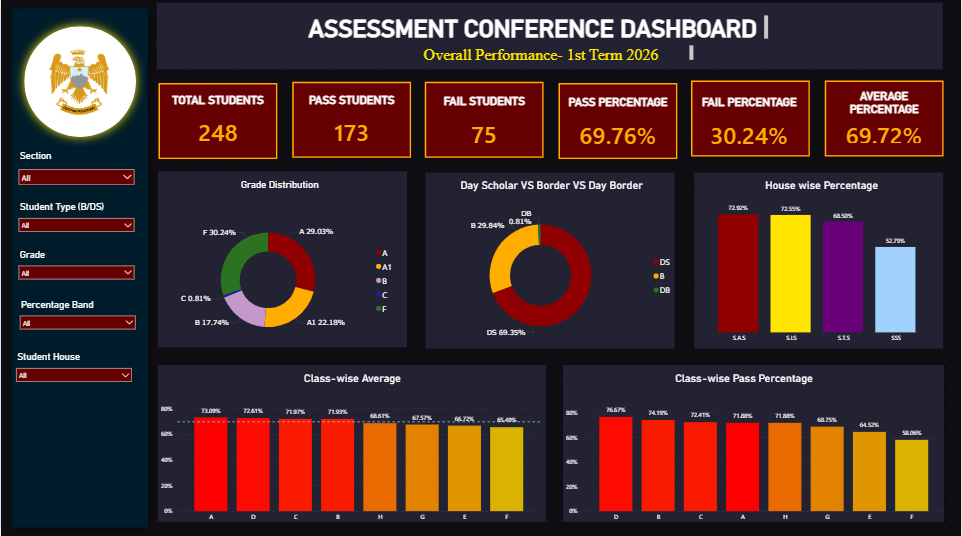 ASSESSMENT CONFERENCE DASHBOARD
Overall Performance- 1st Term 2026
TOTAL STUDENTS
248
PASS STUDENTS
173
FAIL STUDENTS
75
PASS PERCENTAGE
69.76%
FAIL PERCENTAGE
30.24%
AVERAGE
PERCENTAGE
69.72%
Section
All
Student Type (B/DS)
All
Grade
All
Percentage Band
All
Student House
All
Grade Distribution
F 30.24%
A 29.03%
C 0.81%
B 17.74%
A1 22.18%
A
A1
B
C
F
Day Scholar VS Border VS Day Border
DB
0.81%
B 29.84%
DS 69.35%
DS
B
DB
House wise Percentage
72.92%
72.55%
68.50%
52.79%
S.A.S
S.I.S
S.T.S
SSS
Class-wise Average
80%
60%
40%
20%
0%
73.09%
72.61%
71.97%
71.93%
68.61%
67.57%
66.72%
65.49%
A
D
C
B
H
G
E
F
Class-wise Pass Percentage
80%
60%
40%
20%
0%
76.67%
74.19%
72.41%
71.88%
71.88%
68.75%
64.52%
58.06%
D
B
C
A
H
G
E
F